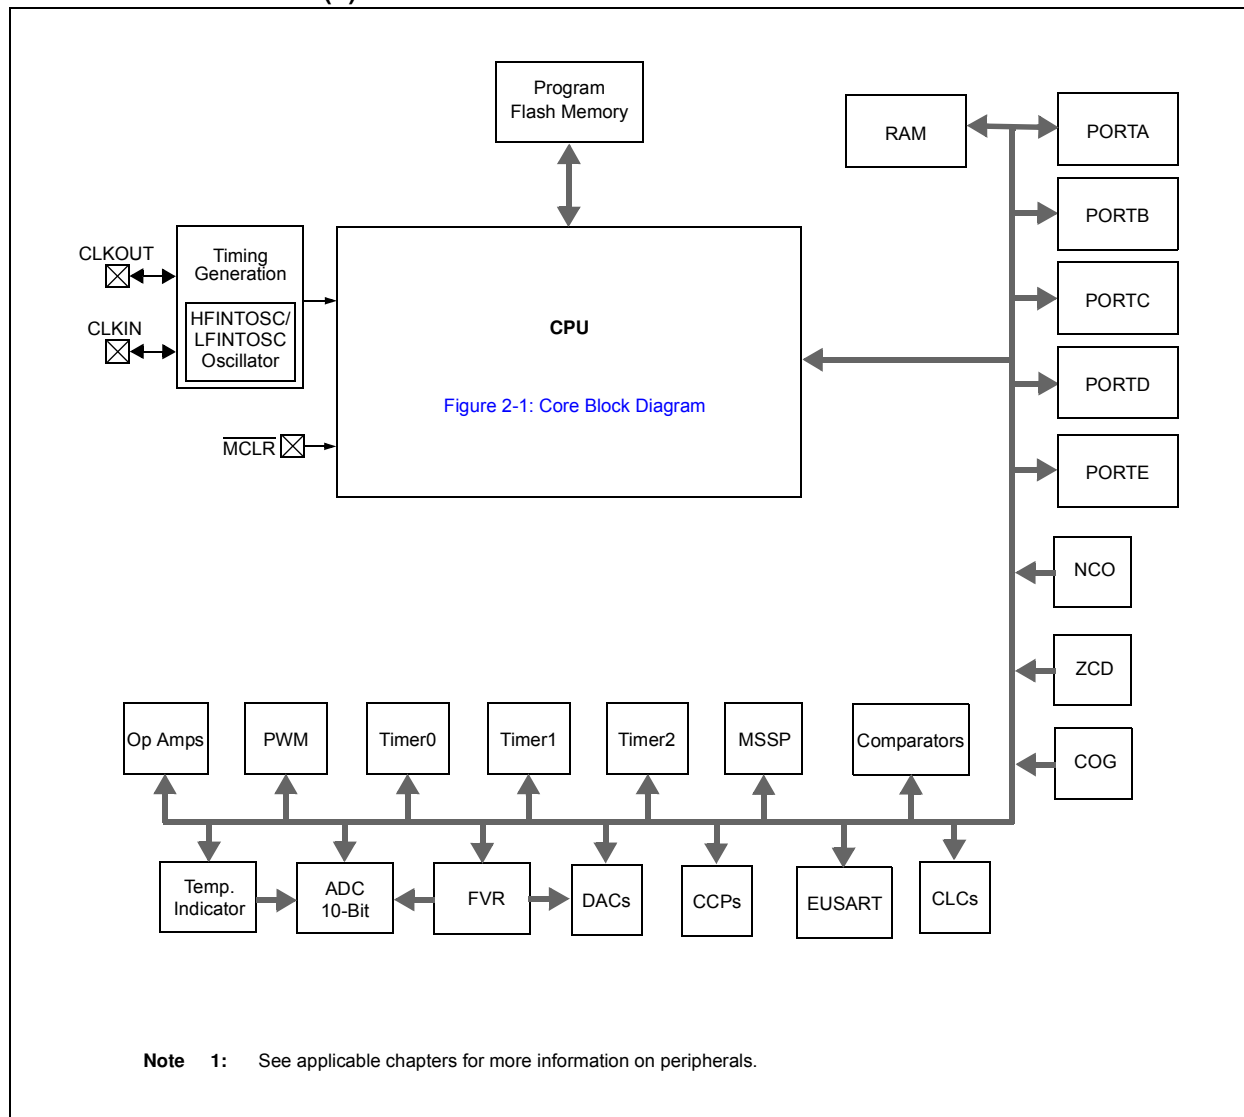 Program
Flash Memory
RAM
PORTA
PORTB
CLKOUT
Timing
Generation
PORTC
HFINTOSC/
LFINTOSC
Oscillator
CLKIN
CPU
PORTD
Figure 2-1: Core Block Diagram
MCLR
PORTE
NCO
ZCD
Op Amps
PWM
Timer0
Timer1
Timer2
MSSP
Comparators
COG
Temp.
Indicator
ADC
10-Bit
FVR
DACs
CCPs
EUSART
CLCs
Note 1: See applicable chapters for more information on peripherals.